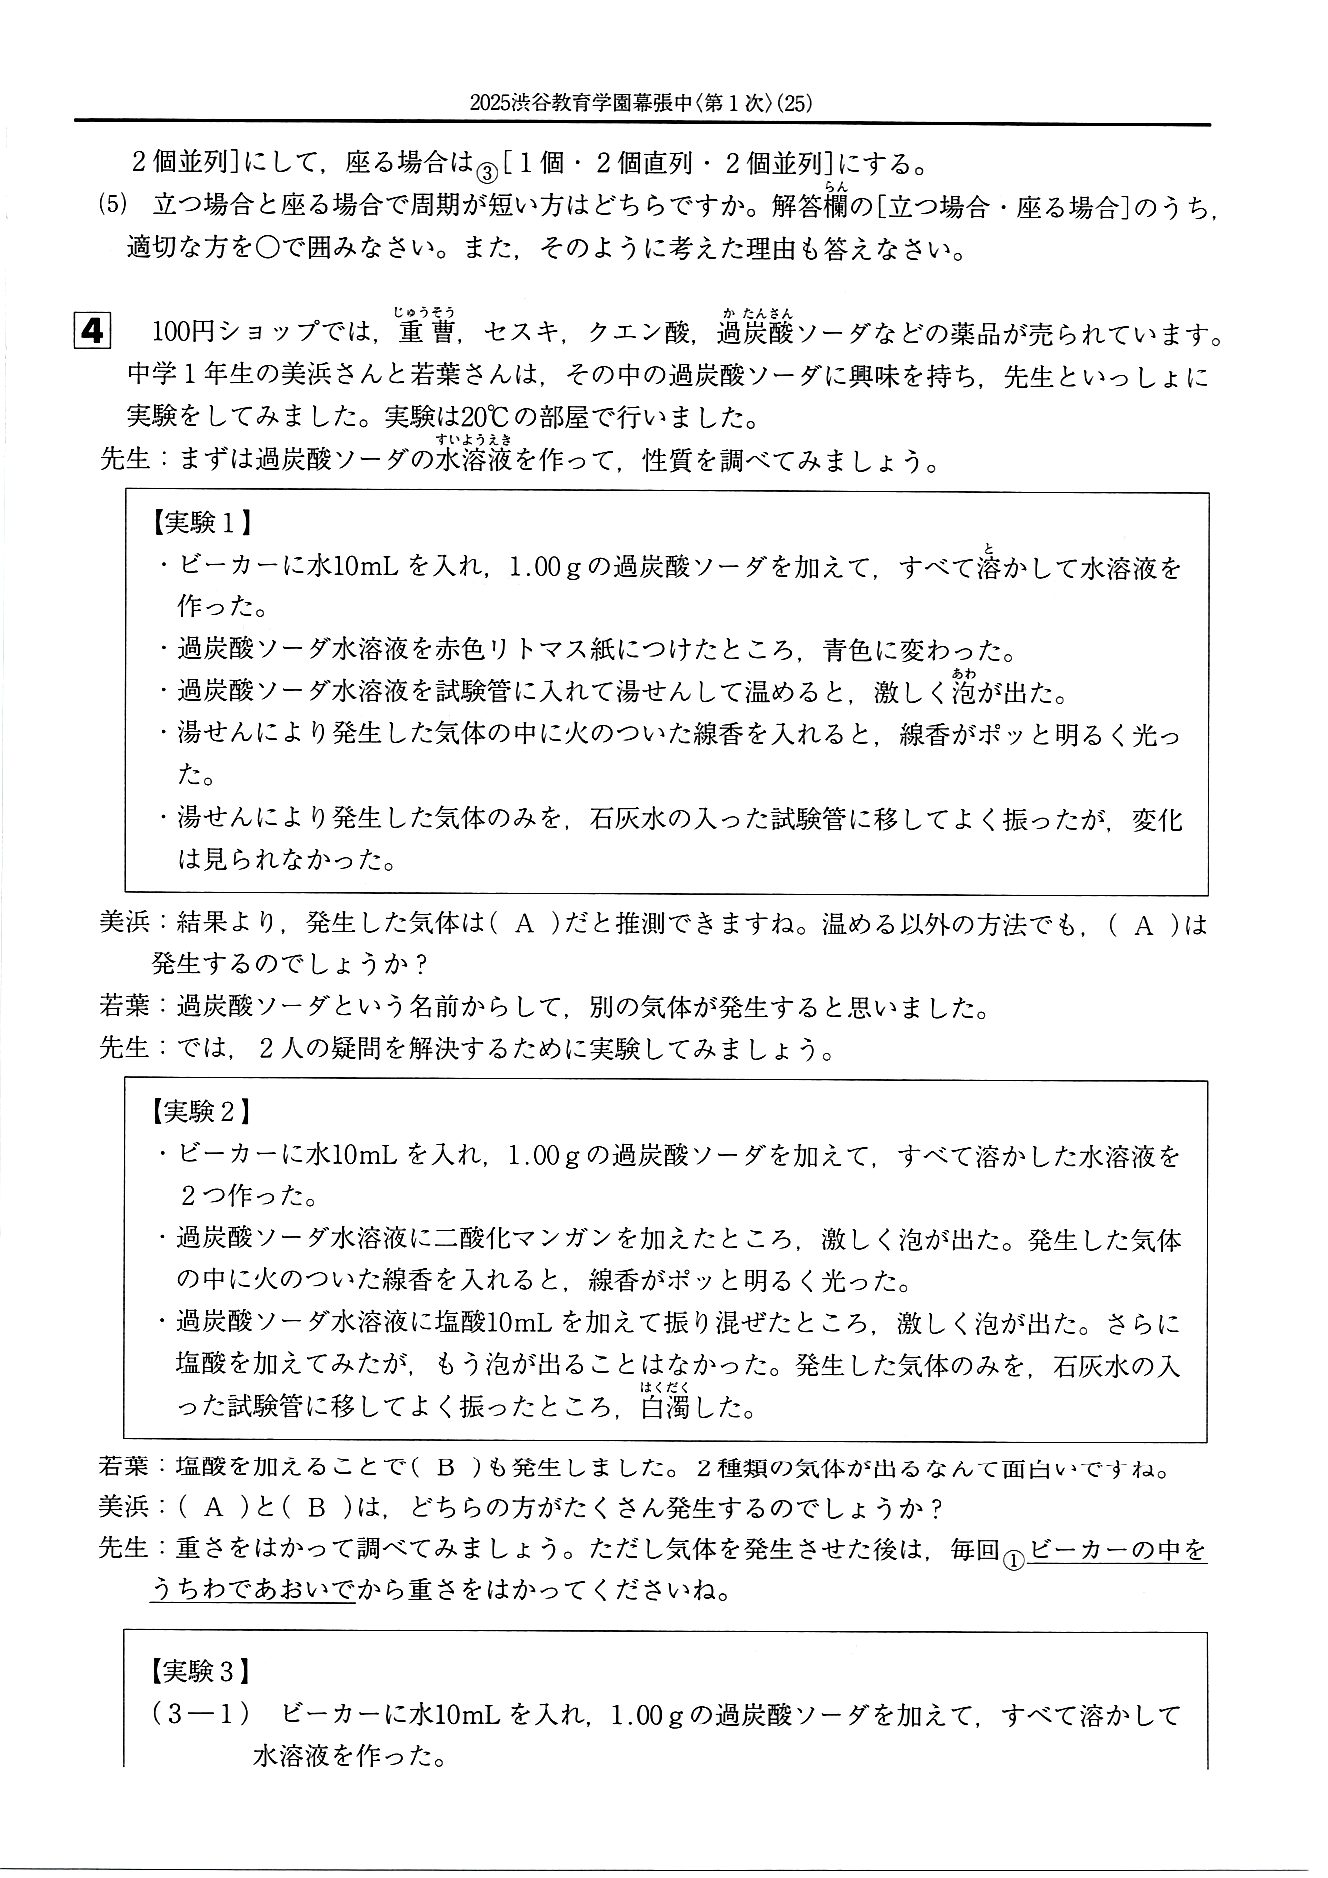 2025渋谷教育学園幕張中〈第1次〉(25)
2個並列]にして，座る場合は③[1個・2個直列・2個並列]にする。
(5) 立つ場合と座る場合で周期が短い方はどちらですか。解答欄の[立つ場合・座る場合]のうち，
らん
適切な方を○で囲みなさい。また，そのように考えた理由も答えなさい。
じゅうそう か たんさん
4 100円ショップでは，重曹，セスキ，クエン酸，過炭酸ソーダなどの薬品が売られています。
中学1年生の美浜さんと若葉さんは，その中の過炭酸ソーダに興味を持ち，先生といっしょに
実験をしてみました。実験は20℃の部屋で行いました。
すいようえき
先生：まずは過炭酸ソーダの水溶液を作って，性質を調べてみましょう。
【実験1】
と
・ビーカーに水10mLを入れ，1.00gの過炭酸ソーダを加えて，すべて溶かして水溶液を
作った。
・過炭酸ソーダ水溶液を赤色リトマス紙につけたところ，青色に変わった。
あわ
・過炭酸ソーダ水溶液を試験管に入れて湯せんして温めると，激しく泡が出た。
・湯せんにより発生した気体の中に火のついた線香を入れると，線香がポッと明るく光っ
た。
・湯せんにより発生した気体のみを，石灰水の入った試験管に移してよく振ったが，変化
は見られなかった。
美浜：結果より，発生した気体は( A )だと推測できますね。温める以外の方法でも，( A )は
発生するのでしょうか？
若葉：過炭酸ソーダという名前からして，別の気体が発生すると思いました。
先生：では，2人の疑問を解決するために実験してみましょう。
【実験2】
・ビーカーに水10mLを入れ，1.00gの過炭酸ソーダを加えて，すべて溶かした水溶液を
2つ作った。
・過炭酸ソーダ水溶液に二酸化マンガンを加えたところ，激しく泡が出た。発生した気体
の中に火のついた線香を入れると，線香がポッと明るく光った。
・過炭酸ソーダ水溶液に塩酸10mLを加えて振り混ぜたところ，激しく泡が出た。さらに
塩酸を加えてみたが，もう泡が出ることはなかった。発生した気体のみを，石灰水の入
はくだく
った試験管に移してよく振ったところ，白濁した。
若葉：塩酸を加えることで( B )も発生しました。2種類の気体が出るなんて面白いですね。
美浜：( A )と( B )は，どちらの方がたくさん発生するのでしょうか？
先生：重さをはかって調べてみましょう。ただし気体を発生させた後は，毎回①ビーカーの中を
うちわであおいでから重さをはかってくださいね。
【実験3】
(3－1) ビーカーに水10mLを入れ，1.00gの過炭酸ソーダを加えて，すべて溶かして
水溶液を作った。